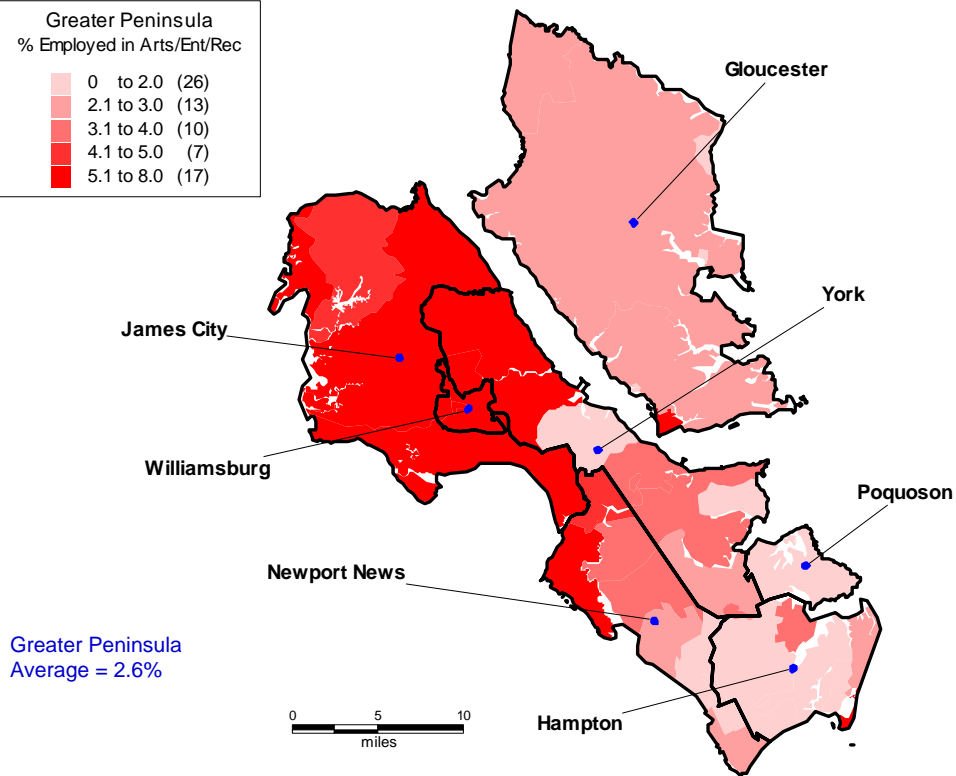 Greater Peninsula
% Employed in Arts/Ent/Rec
0 to 2.0 (26)
2.1 to 3.0 (13)
3.1 to 4.0 (10)
4.1 to 5.0 (7)
5.1 to 8.0 (17)
Gloucester
York
James City
Williamsburg
Poquoson
Newport News
Greater Peninsula
Average = 2.6%
Hampton
0 5 10
miles